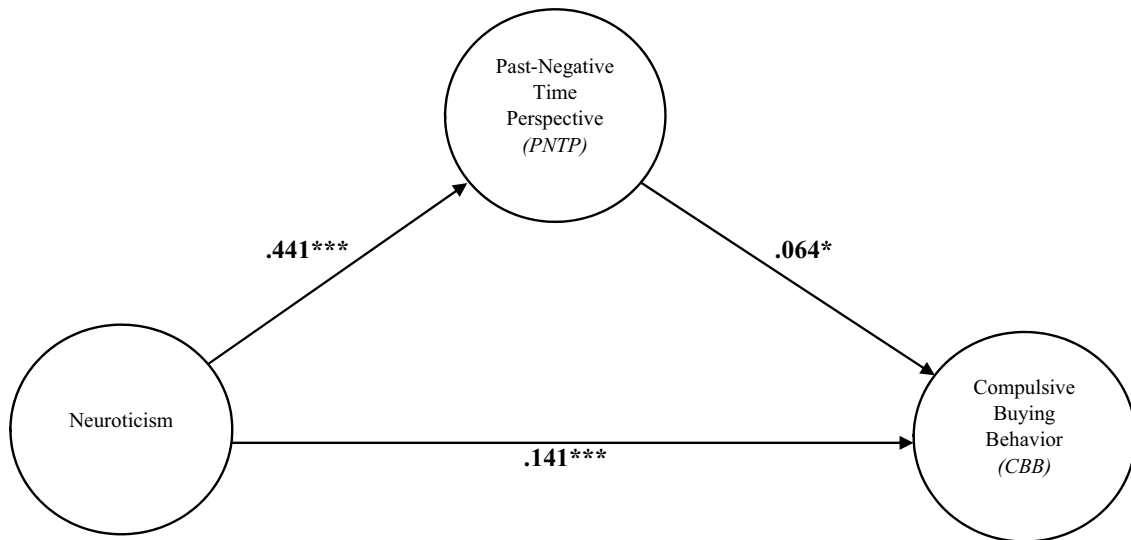 Past-Negative
Time
Perspective
(PNTP)
.441***
.064*
Neuroticism
.141***
Compulsive
Buying
Behavior
(CBB)